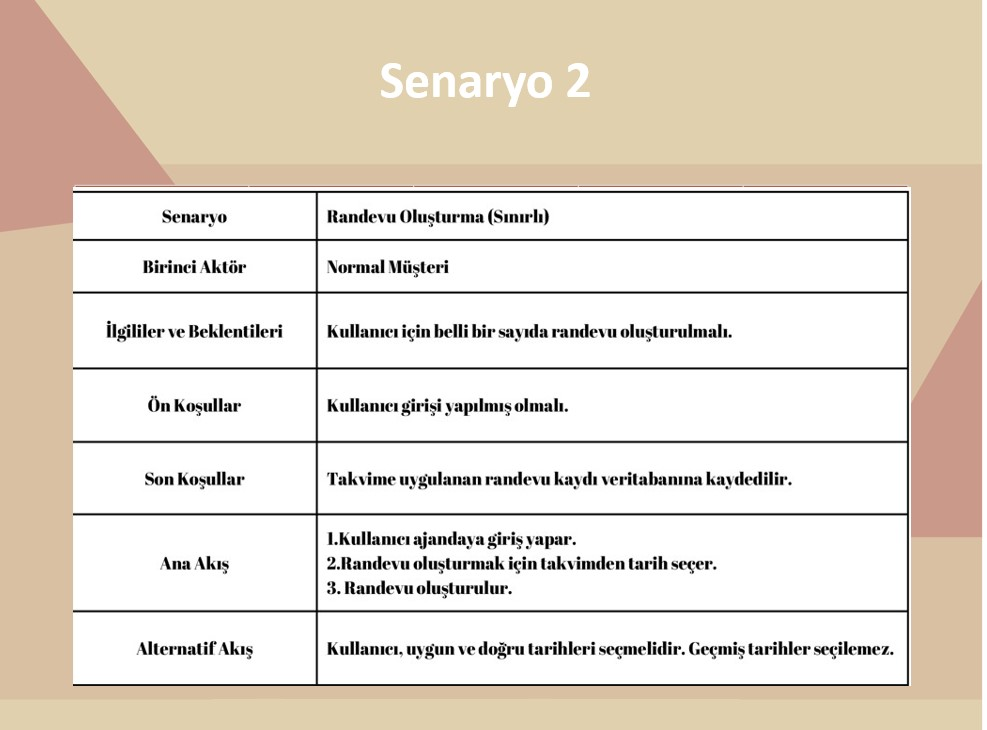 Senaryo 2
Senaryo
Randevu Oluşturma (Sınırlı)
Birinci Aktör
Normal Müşteri
İlgililer ve Beklentileri
Kullanıcı için belli bir sayıda randevu oluşturulmalı.
Ön Koşullar
Kullanıcı girişi yapılmış olmalı.
Son Koşullar
Takvime uygulanan randevu kaydı veritabanına kaydedilir.
Ana Akış
1.Kullanıcı ajandaya giriş yapar.
2.Randevu oluşturmak için takvimden tarih seçer.
3. Randevu oluşturulur.
Alternatif Akış
Kullanıcı, uygun ve doğru tarihleri seçmelidir. Geçmiş tarihler seçilemez.